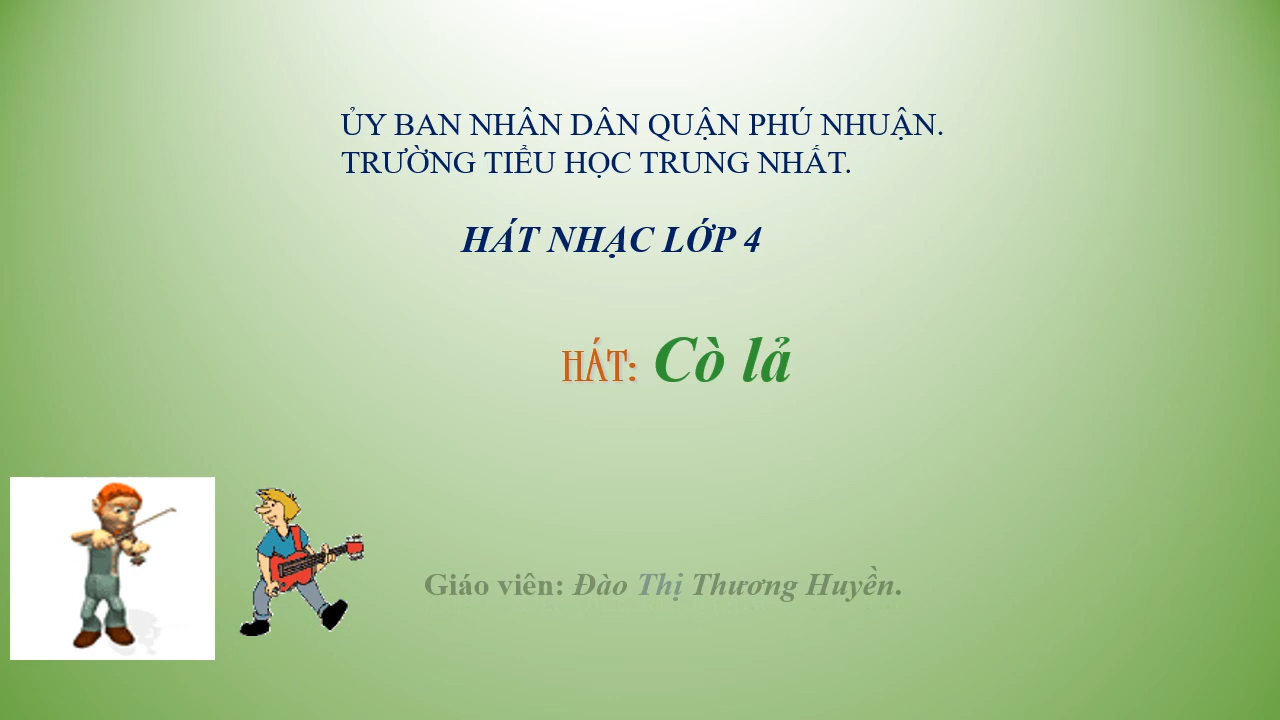 ỦY BAN NHÂN DÂN QUẬN PHÚ NHUẬN.
TRƯỜNG TIỂU HỌC TRUNG NHẤT.
HÁT NHẠC LỚP 4
HÁT: Cò lả
Giáo viên: Đào Thị Thương Huyền.